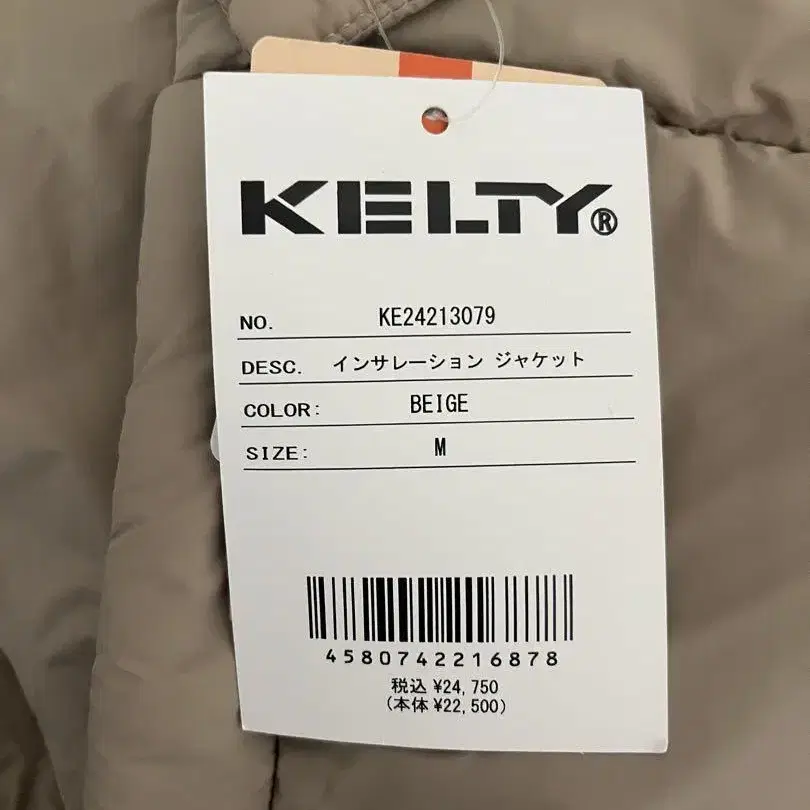 KELTY®
NO. KE24213079
DESC. インサレーション ジャケット
COLOR: BEIGE
SIZE: M
4580742216878
税込 ¥24,750
(本体 ¥22,500)